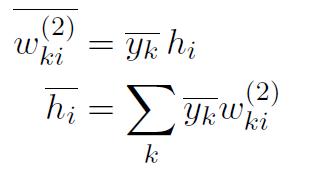 \overline{w_{ki}^{(2)}} = \overline{y_k} h_i
\overline{h_i} = \sum_k \overline{y_k} w_{ki}^{(2)}